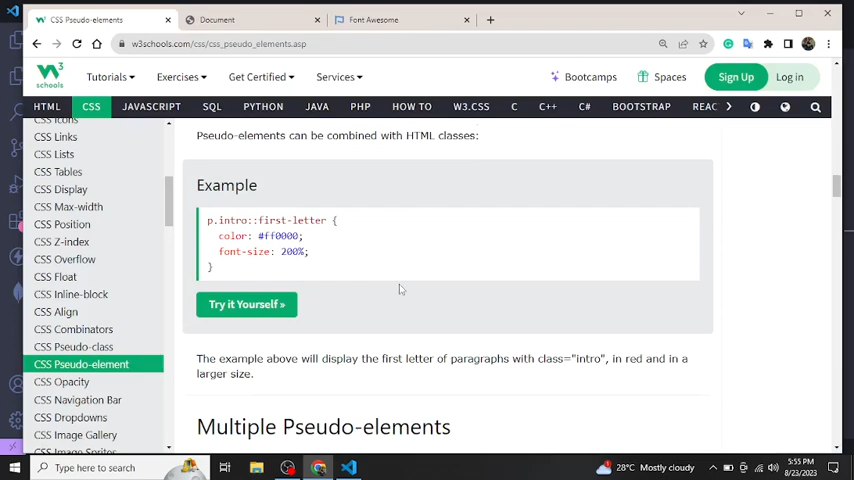 CSS Pseudo-elements
Document
Font Awesome
w3schools.com/css/css_pseudo_elements.asp
W3 schools
Tutorials
Exercises
Get Certified
Services
Bootcamps
Spaces
Sign Up
Log in
HTML
CSS
JAVASCRIPT
SQL
PYTHON
JAVA
PHP
HOW TO
W3.CSS
C
C++
C#
BOOTSTRAP
REAC
CSS Icons
CSS Links
CSS Lists
CSS Tables
CSS Display
CSS Max-width
CSS Position
CSS Z-index
CSS Overflow
CSS Float
CSS Inline-block
CSS Align
CSS Combinators
CSS Pseudo-class
CSS Pseudo-element
CSS Opacity
CSS Navigation Bar
CSS Dropdowns
CSS Image Gallery
CSS Image Sprites
Pseudo-elements can be combined with HTML classes:
Example
p.intro::first-letter {
color: #ff0000;
font-size: 200%;
}
Try it Yourself »
The example above will display the first letter of paragraphs with class="intro", in red and in a
larger size.
Multiple Pseudo-elements
Type here to search
28°C Mostly cloudy
5:55 PM
8/23/2023